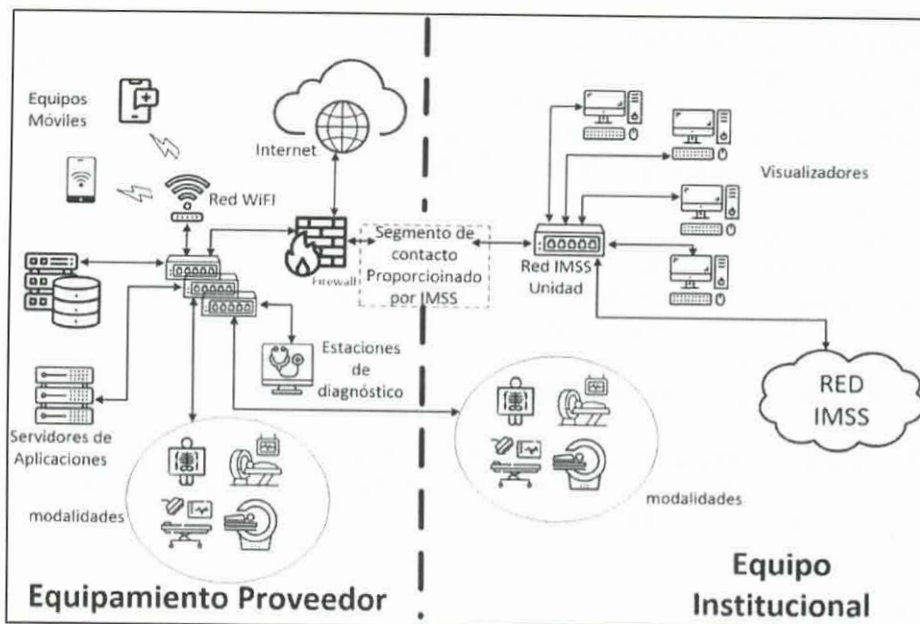 Equipos
Móviles
Internet
Red WiFI
Firewall
Segmento de
contacto
Proporcioinado
por IMSS
Red IMSS
Unidad
Visualizadores
Estaciones
de
diagnóstico
RED
IMSS
Servidores de
Aplicaciones
modalidades
modalidades
Equipamiento Proveedor
Equipo
Institucional